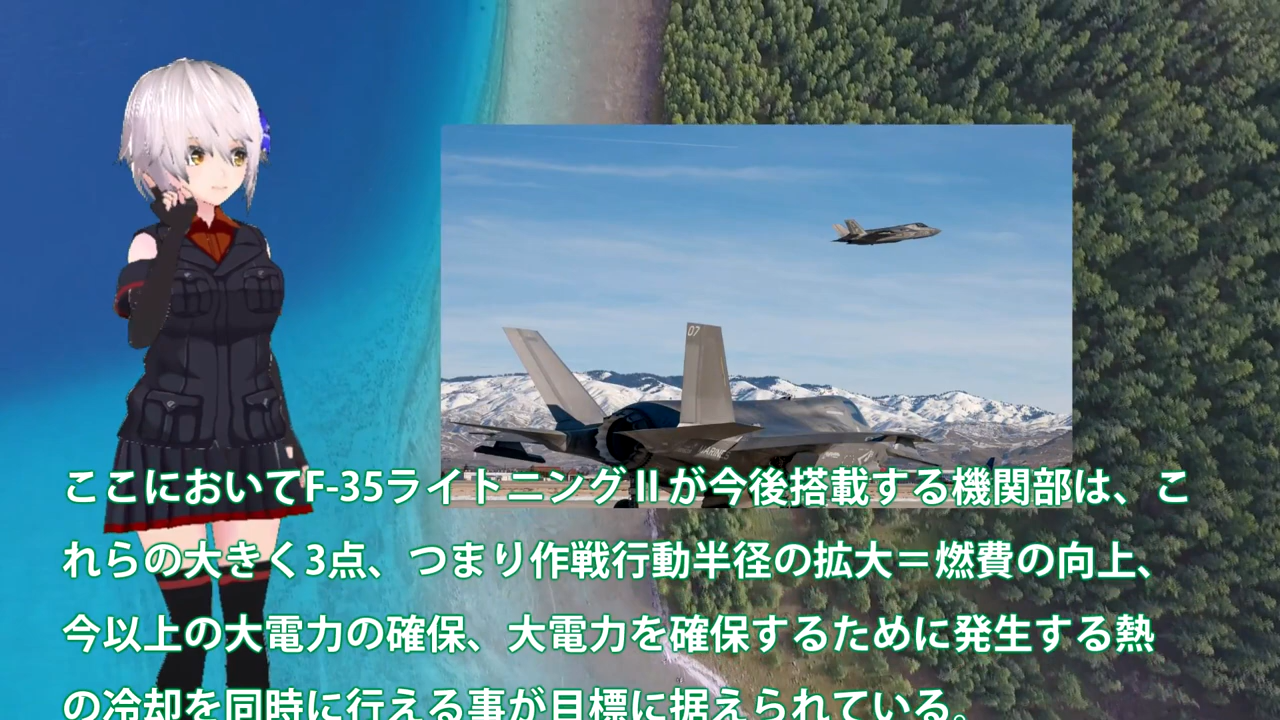 07
MARINES
ここにおいてF-35ライトニングⅡが今後搭載する機関部は、こ
れらの大きく3点、つまり作戦行動半径の拡大＝燃費の向上、
今以上の大電力の確保、大電力を確保するために発生する熱
の冷却を同時に行える事が目標に据えられている。